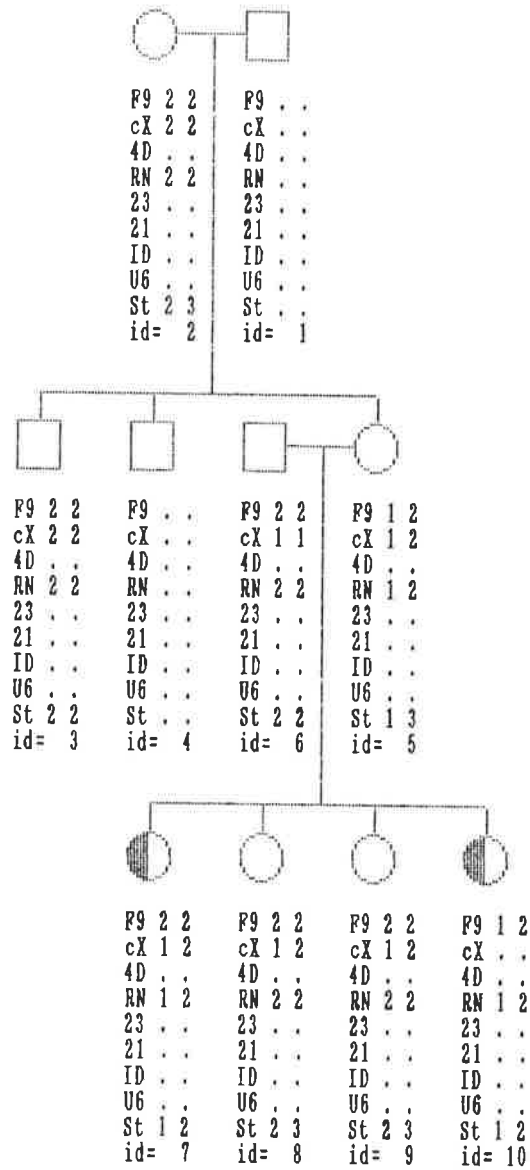 F9 2 2 F9 . .
cX 2 2 cX . .
4D . . 4D . .
RN 2 2 RN . .
23 . . 23 . .
21 . . 21 . .
ID . . ID . .
U6 . . U6 . .
St 2 3 St . .
id= 2 id= 1
F9 2 2 F9 . . F9 2 2 F9 1 2
cX 2 2 cX . . cX 1 1 cX 1 2
4D . . 4D . . 4D . . 4D . .
RN 2 2 RN . . RN 2 2 RN 1 2
23 . . 23 . . 23 . . 23 . .
21 . . 21 . . 21 . . 21 . .
ID . . ID . . ID . . ID . .
U6 . . U6 . . U6 . . U6 . .
St 2 2 St . . St 2 2 St 1 3
id= 3 id= 4 id= 6 id= 5
F9 2 2 F9 2 2 F9 2 2 F9 1 2
cX 1 2 cX 1 2 cX 1 2 cX . .
4D . . 4D . . 4D . . 4D . .
RN 1 2 RN 2 2 RN 2 2 RN 1 2
23 . . 23 . . 23 . . 23 . .
21 . . 21 . . 21 . . 21 . .
ID . . ID . . ID . . ID . .
U6 . . U6 . . U6 . . U6 . .
St 1 2 St 2 3 St 2 3 St 1 2
id= 7 id= 8 id= 9 id= 10